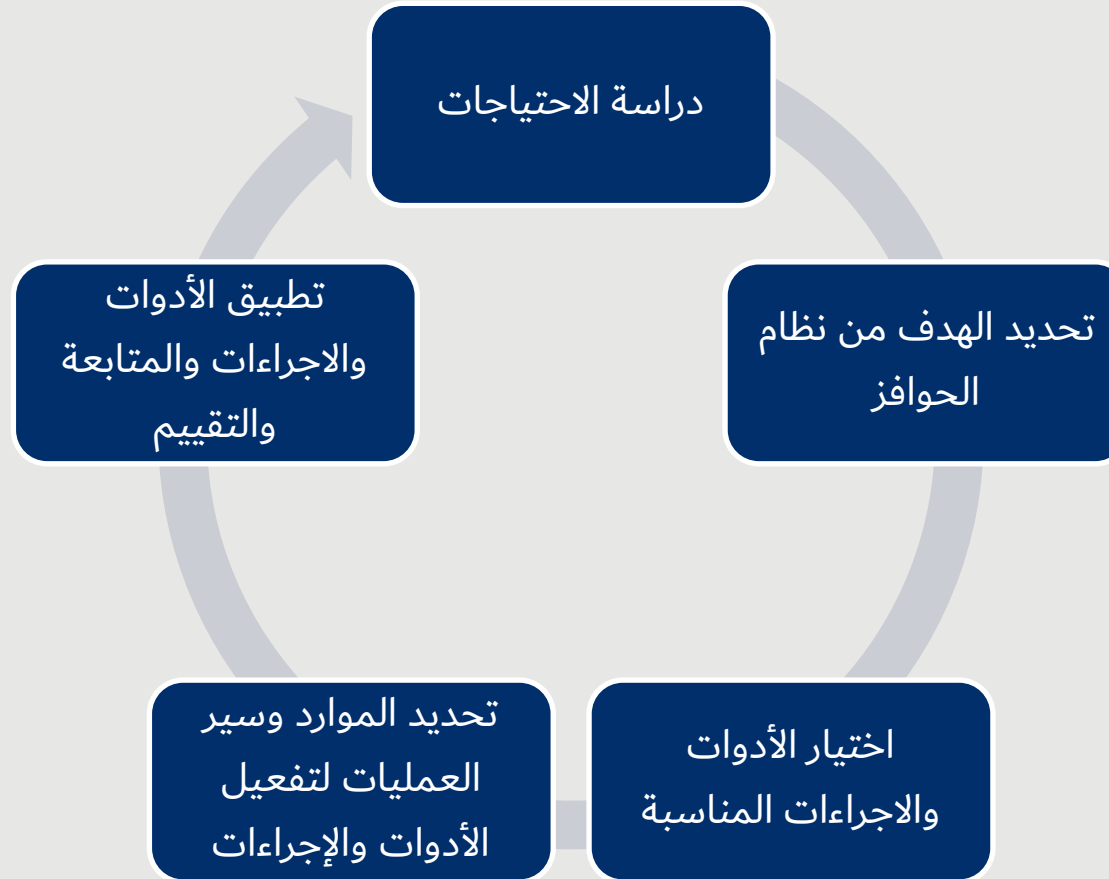 دراسة الاحتياجات
تحديد الهدف من نظام
الحوافز
اختيار الأدوات
والاجراءات المناسبة
تحديد الموارد وسير
العمليات لتفعيل
الأدوات والإجراءات
تطبيق الأدوات
والاجراءات والمتابعة
والتقييم